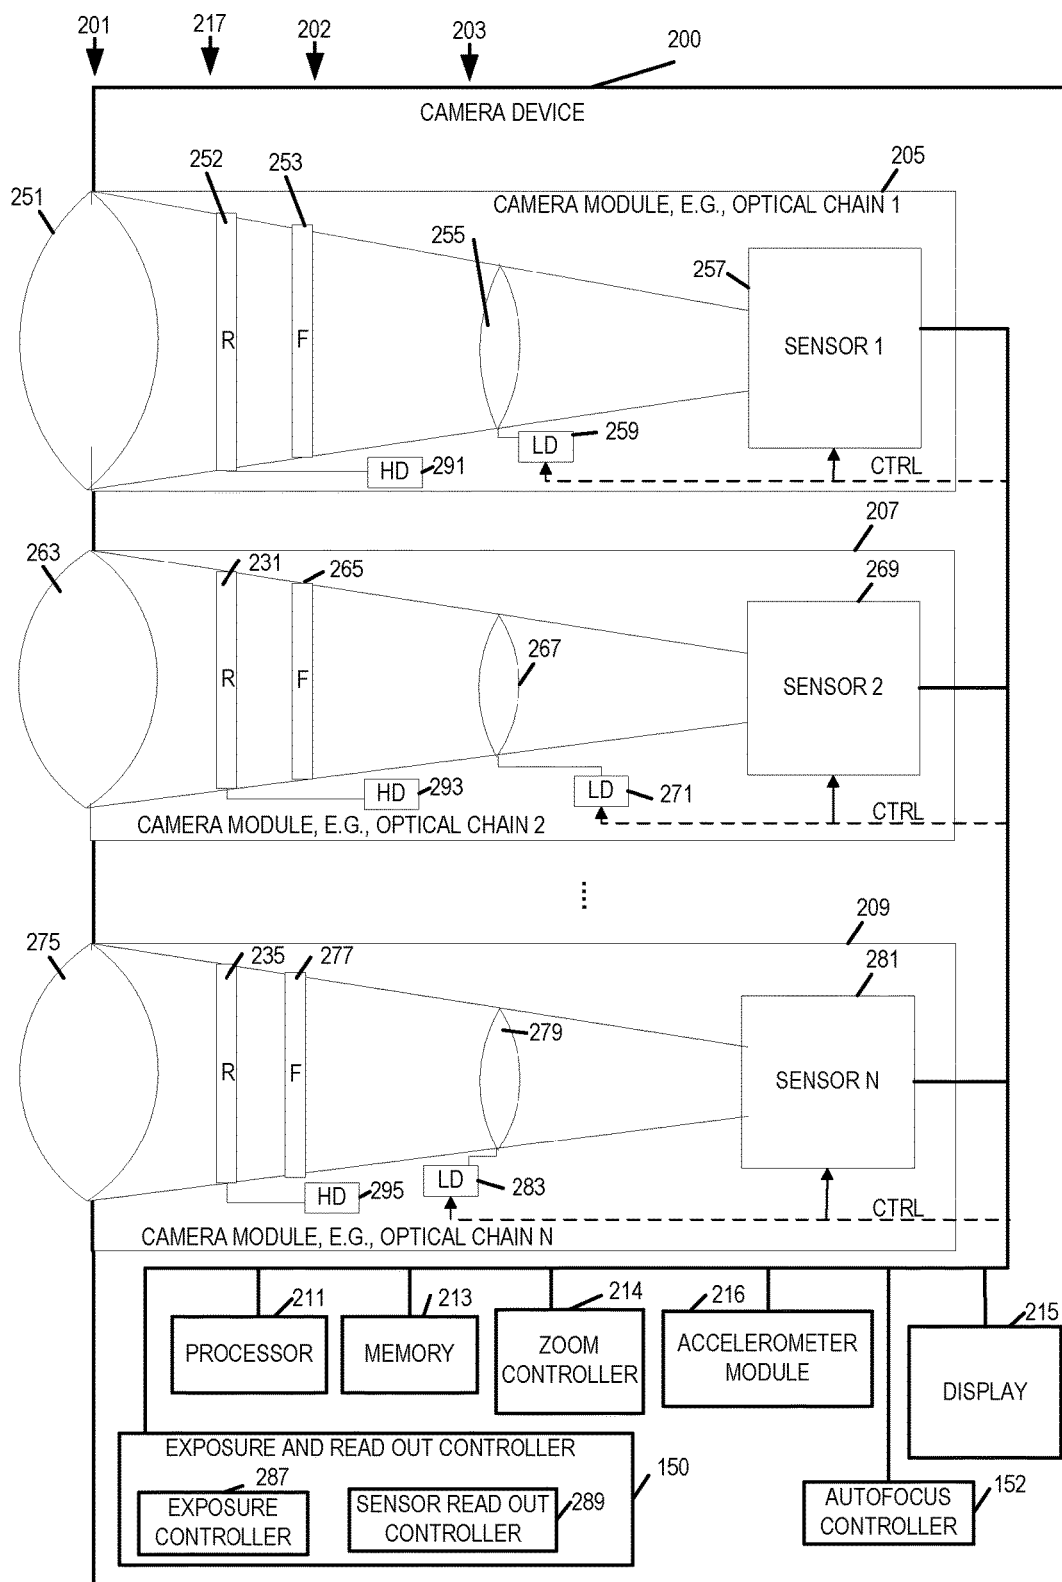 201
217
202
203
200
CAMERA DEVICE
251
252
253
205
CAMERA MODULE, E.G., OPTICAL CHAIN 1
255
257
R
F
SENSOR 1
LD
259
HD
291
CTRL
207
263
231
265
269
267
R
F
SENSOR 2
HD
293
LD
271
CTRL
CAMERA MODULE, E.G., OPTICAL CHAIN 2
209
275
235
277
281
279
R
F
SENSOR N
LD
283
HD
295
CTRL
CAMERA MODULE, E.G., OPTICAL CHAIN N
211
213
214
216
215
PROCESSOR
MEMORY
ZOOM
CONTROLLER
ACCELEROMETER
MODULE
DISPLAY
EXPOSURE AND READ OUT CONTROLLER
150
287
EXPOSURE
CONTROLLER
SENSOR READ OUT
CONTROLLER
289
AUTOFOCUS
CONTROLLER
152